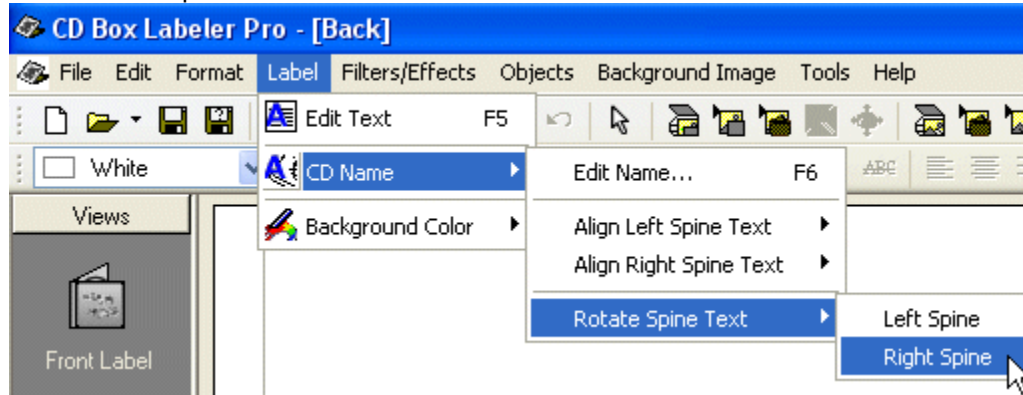 CD Box Labeler Pro - [Back]
File Edit Format Label Filters/Effects Objects Background Image Tools Help
Edit Text F5
White
CD Name
Edit Name... F6
ABC
Views
Background Color
Align Left Spine Text
Align Right Spine Text
Rotate Spine Text
Left Spine
Front Label
Right Spine